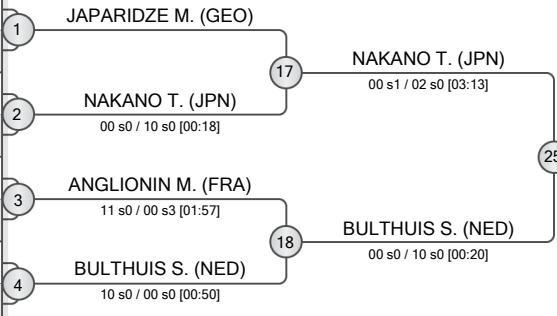 JAPARIDZE M. (GEO)
1
17
NAKANO T. (JPN)
00 s1 / 02 s0 [03:13]
NAKANO T. (JPN)
2
00 s0 / 10 s0 [00:18]
25
ANGLIONIN M. (FRA)
3
11 s0 / 00 s3 [01:57]
18
BULTHUIS S. (NED)
00 s0 / 10 s0 [00:20]
BULTHUIS S. (NED)
4
10 s0 / 00 s0 [00:50]